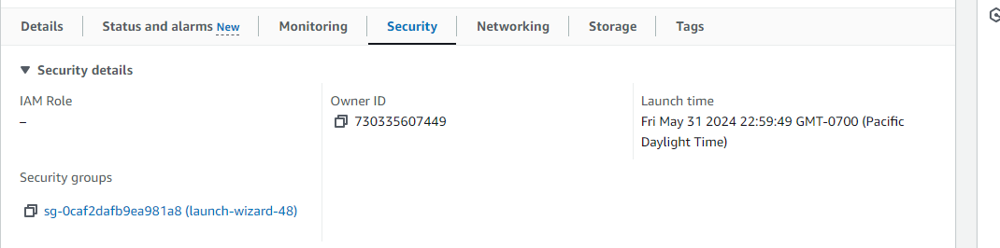 Details
Status and alarms New
Monitoring
Security
Networking
Storage
Tags
Security details
IAM Role
–
Owner ID
730335607449
Launch time
Fri May 31 2024 22:59:49 GMT-0700 (Pacific
Daylight Time)
Security groups
sg-0caf2dafb9ea981a8 (launch-wizard-48)